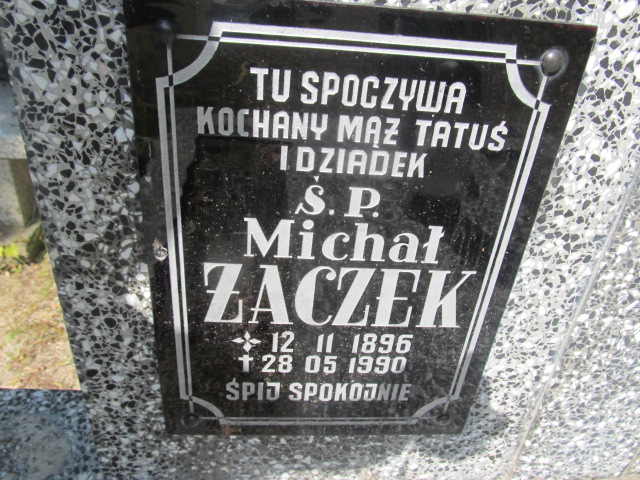 TU SPOCZYWA
KOCHANY MĄŻ TATUŚ
I DZIADEK
Ś. P.
Michał
ŻACZEK
12 11 1896
28 05 1990
ŚPIJ SPOKOJNIE